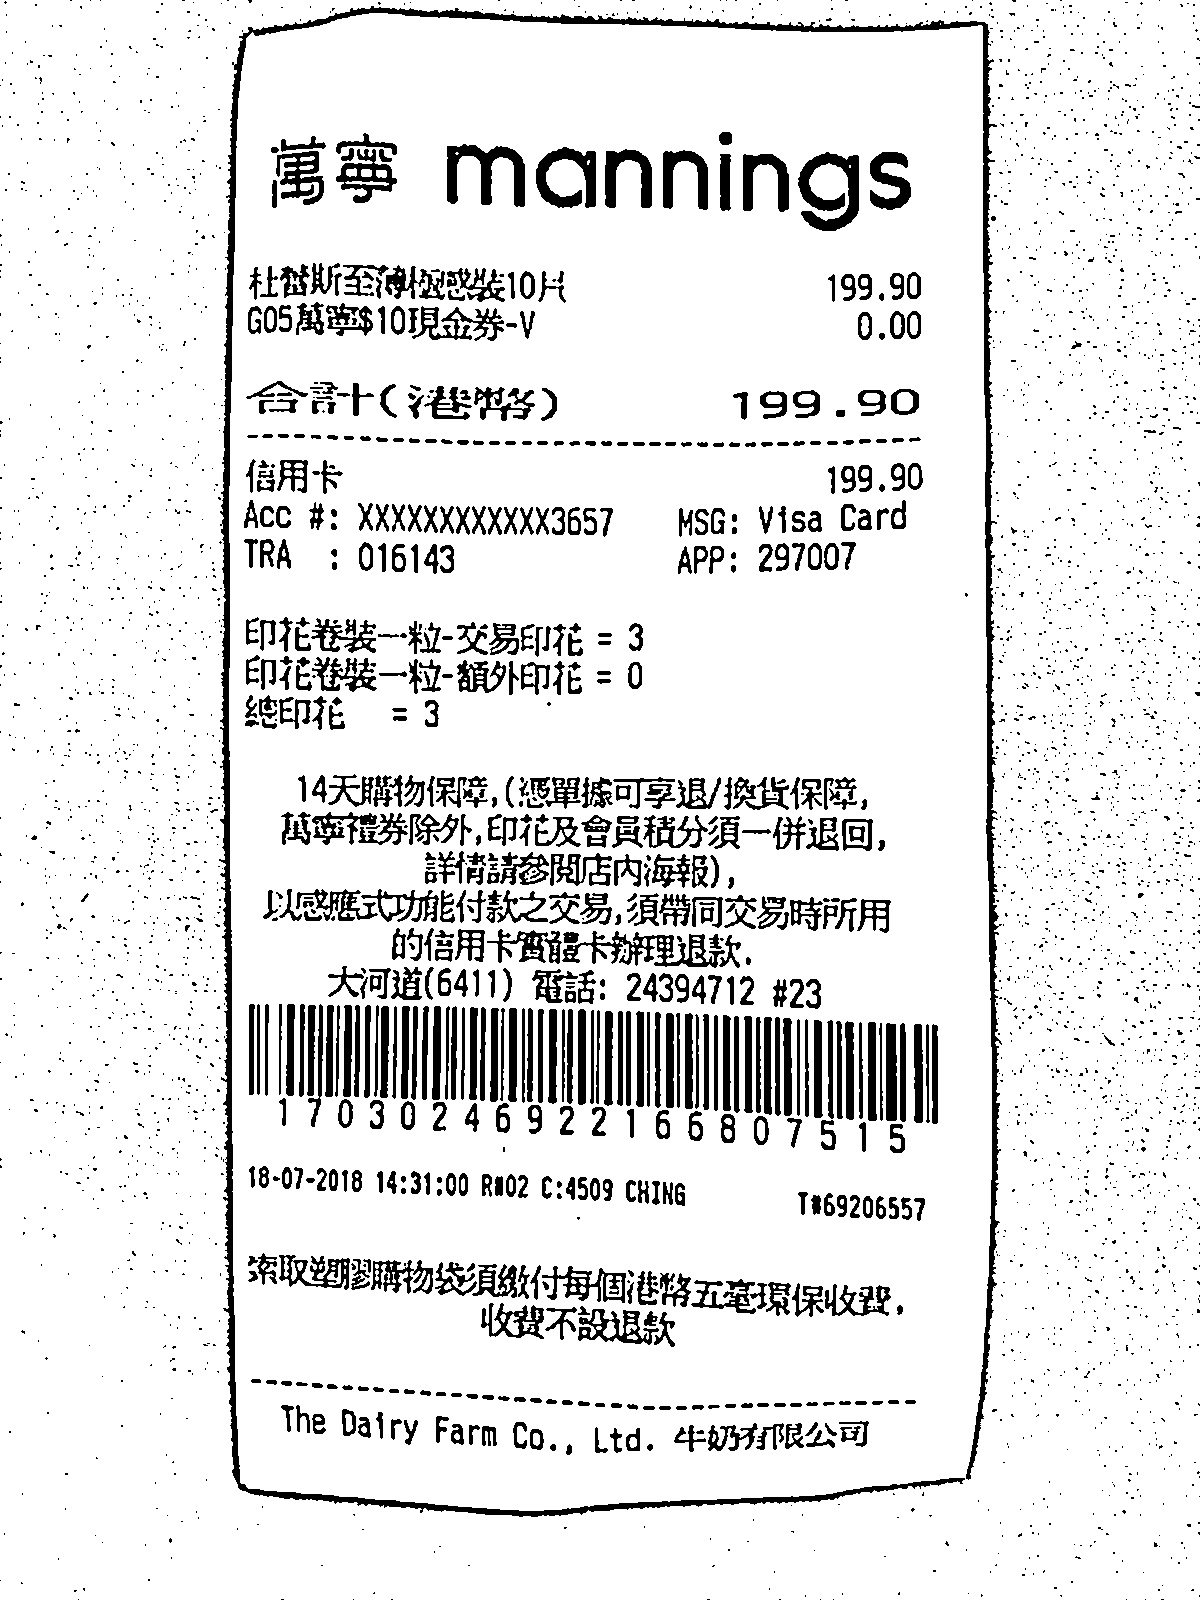 萬寧 mannings
杜蕾斯至薄極感裝10片 199.90
G05萬寧$10現金券-V 0.00
合計(港幣) 199.90
信用卡 199.90
Acc #: XXXXXXXXXXXX3657 MSG: Visa Card
TRA : 016143 APP: 297007
印花卷裝一粒-交易印花 = 3
印花卷裝一粒-額外印花 = 0
總印花 = 3
14天購物保障,(憑單據可享退/換貨保障,
萬寧禮券除外,印花及會員積分須一併退回,
詳情請參閱店內海報),
以感應式功能付款之交易,須帶同交易時所用
的信用卡實體卡辦理退款.
大河道(6411) 電話: 24394712 #23
17030246922166807515
18-07-2018 14:31:00 R#02 C:4509 CHING T#69206557
索取塑膠購物袋須繳付每個港幣五毫環保收費.
收費不設退款
The Dairy Farm Co., Ltd. 牛奶有限公司